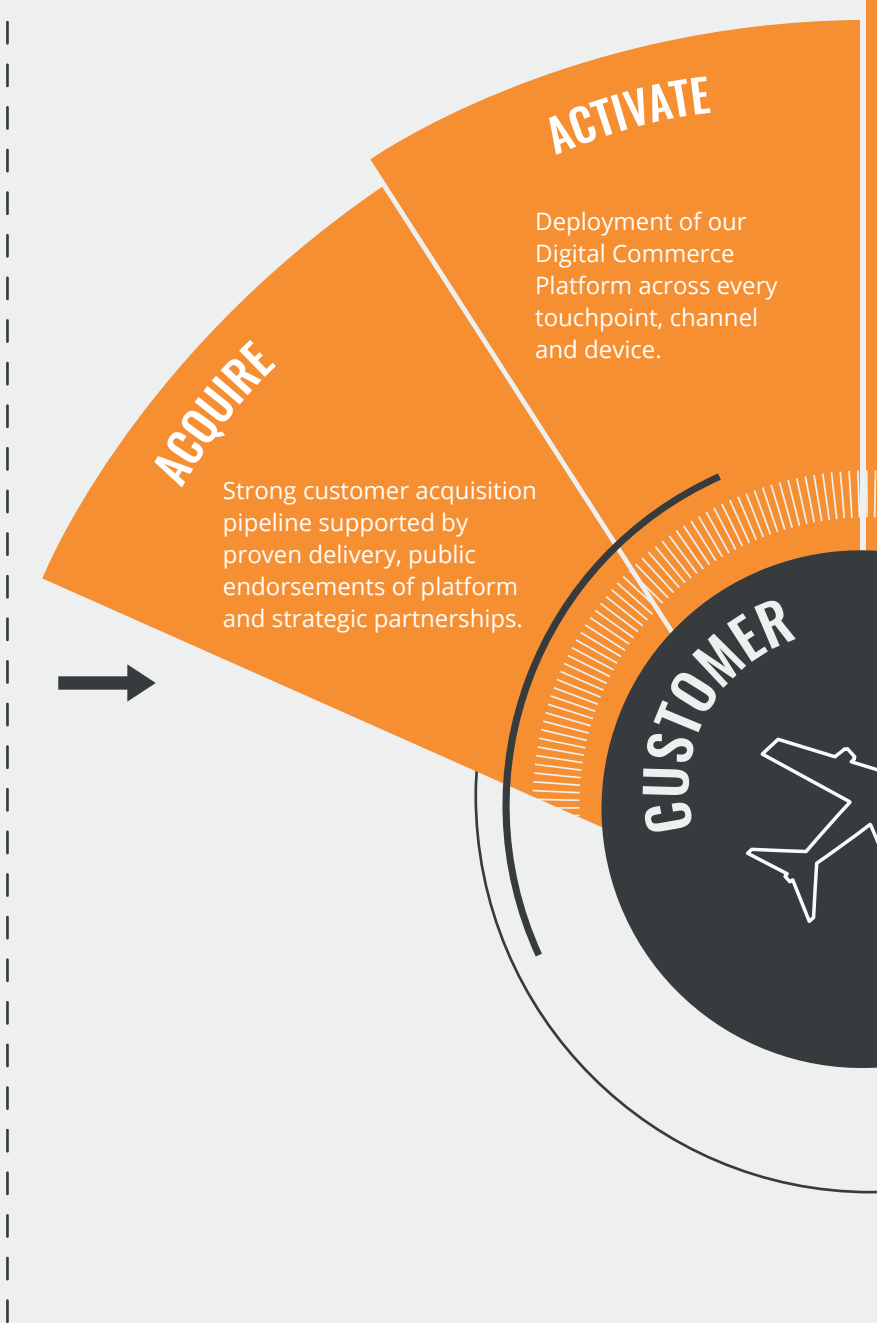 ACTIVATE
Deployment of our
Digital Commerce
Platform across every
touchpoint, channel
and device.
ACQUIRE
Strong customer acquisition
pipeline supported by
proven delivery, public
endorsements of platform
and strategic partnerships.
CUSTOMER